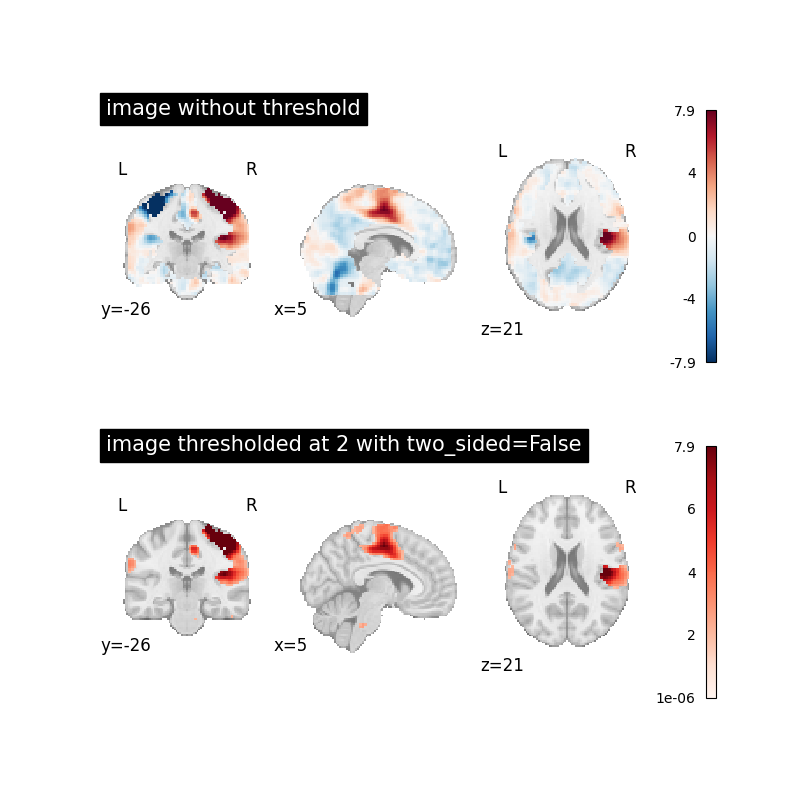 image without threshold
L R
L R
y=-26
x=5
z=21
7.9
4
0
-4
-7.9
image thresholded at 2 with two_sided=False
L R
L R
y=-26
x=5
z=21
7.9
6
4
2
1e-06